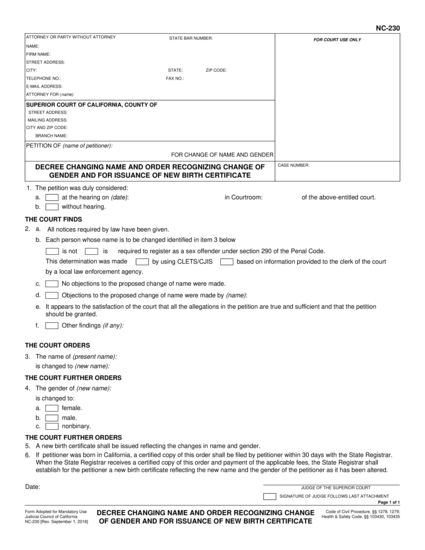 NC-230
ATTORNEY OR PARTY WITHOUT ATTORNEY
STATE BAR NUMBER:
FOR COURT USE ONLY
NAME:
FIRM NAME:
STREET ADDRESS:
CITY: STATE: ZIP CODE:
TELEPHONE NO.: FAX NO.:
E-MAIL ADDRESS:
ATTORNEY FOR (name):
SUPERIOR COURT OF CALIFORNIA, COUNTY OF
STREET ADDRESS:
MAILING ADDRESS:
CITY AND ZIP CODE:
BRANCH NAME:
PETITION OF (name of petitioner):
FOR CHANGE OF NAME AND GENDER
DECREE CHANGING NAME AND ORDER RECOGNIZING CHANGE OF
GENDER AND FOR ISSUANCE OF NEW BIRTH CERTIFICATE
CASE NUMBER:
1. The petition was duly considered:
a. at the hearing on (date): in Courtroom: of the above-entitled court.
b. without hearing.
THE COURT FINDS
2. a. All notices required by law have been given.
b. Each person whose name is to be changed identified in item 3 below
is not is required to register as a sex offender under section 290 of the Penal Code.
This determination was made by using CLETS/CJIS based on information provided to the clerk of the court
by a local law enforcement agency.
c. No objections to the proposed change of name were made.
d. Objections to the proposed change of name were made by (name):
e. It appears to the satisfaction of the court that all the allegations in the petition are true and sufficient and that the petition
should be granted.
f. Other findings (if any):
THE COURT ORDERS
3. The name of (present name):
is changed to (new name):
THE COURT FURTHER ORDERS
4. The gender of (new name):
is changed to:
a. female.
b. male.
c. nonbinary.
THE COURT FURTHER ORDERS
5. A new birth certificate shall be issued reflecting the changes in name and gender.
6. If petitioner was born in California, a certified copy of this order shall be filed by petitioner within 30 days with the State Registrar.
When the State Registrar receives a certified copy of this order and payment of the applicable fees, the State Registrar shall
establish for the petitioner a new birth certificate reflecting the new name and the gender of the petitioner as it has been altered.
Date:
JUDGE OF THE SUPERIOR COURT
SIGNATURE OF JUDGE FOLLOWS LAST ATTACHMENT
Page 1 of 1
Form Adopted for Mandatory Use
Judicial Council of California
NC-230 [Rev. September 1, 2018]
DECREE CHANGING NAME AND ORDER RECOGNIZING CHANGE
OF GENDER AND FOR ISSUANCE OF NEW BIRTH CERTIFICATE
Code of Civil Procedure, §§ 1278, 1279;
Health & Safety Code, §§ 103430, 103435